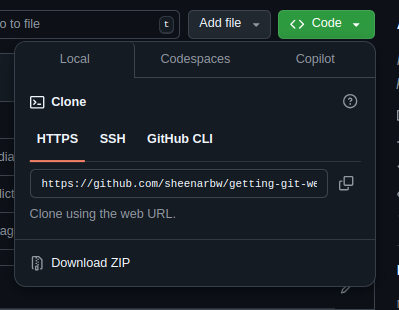 o to file
t
Add file
Code
Local
Codespaces
Copilot
Clone
HTTPS
SSH
GitHub CLI
https://github.com/sheenarbw/getting-git-we
Clone using the web URL.
Download ZIP
dia
lict
ag